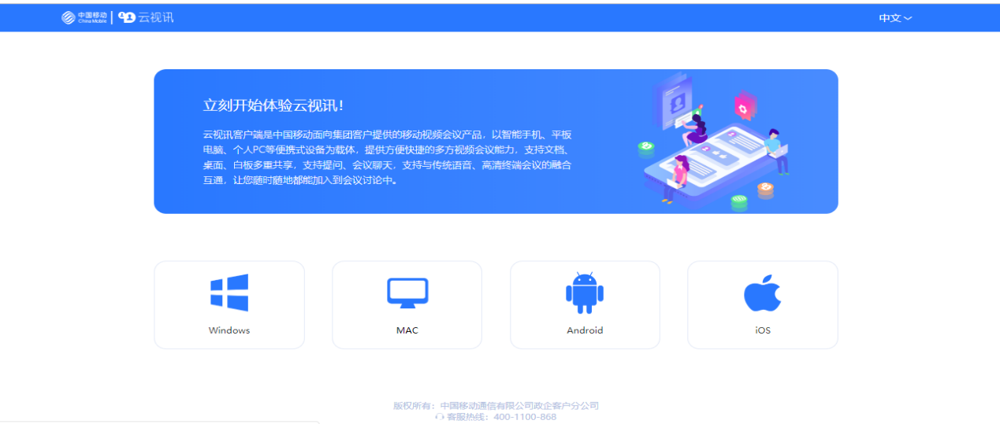 中国移动
China Mobile
云视讯
中文
立刻开始体验云视讯！
云视讯客户端是中国移动面向集团客户提供的移动视频会议产品，以智能手机、平板
电脑、个人PC等便携式设备为载体，提供方便快捷的多方视频会议能力，支持文档、
桌面、白板多重共享，支持提问、会议聊天，支持与传统语音、高清终端会议的融合
互通，让您随时随地都能加入到会议讨论中。
Windows
MAC
Android
iOS
版权所有：中国移动通信有限公司政企客户分公司
客服热线：400-1100-868